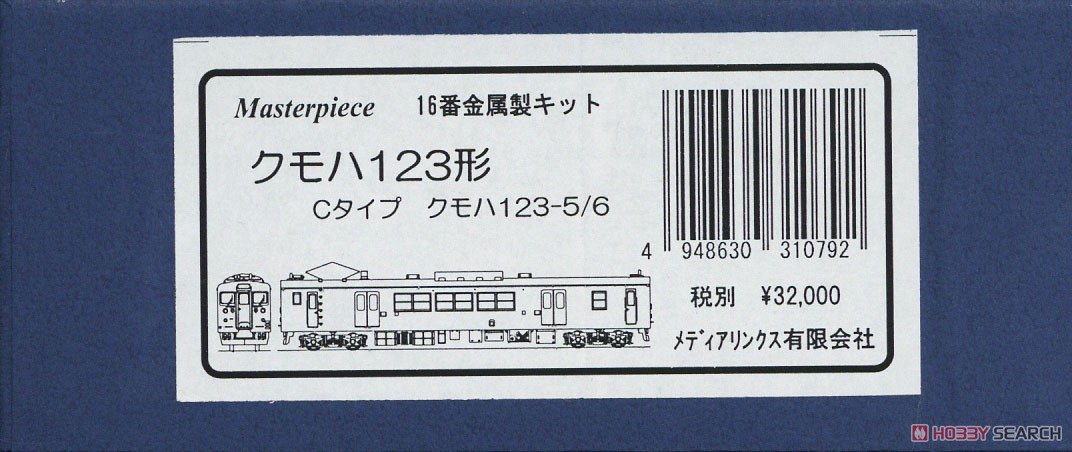 Masterpiece 16番金属製キット
クモハ123形
Cタイプ クモハ123-5/6
4 948630 310792
税別 ¥32,000
メディアリンクス有限会社
HOBBY SEARCH